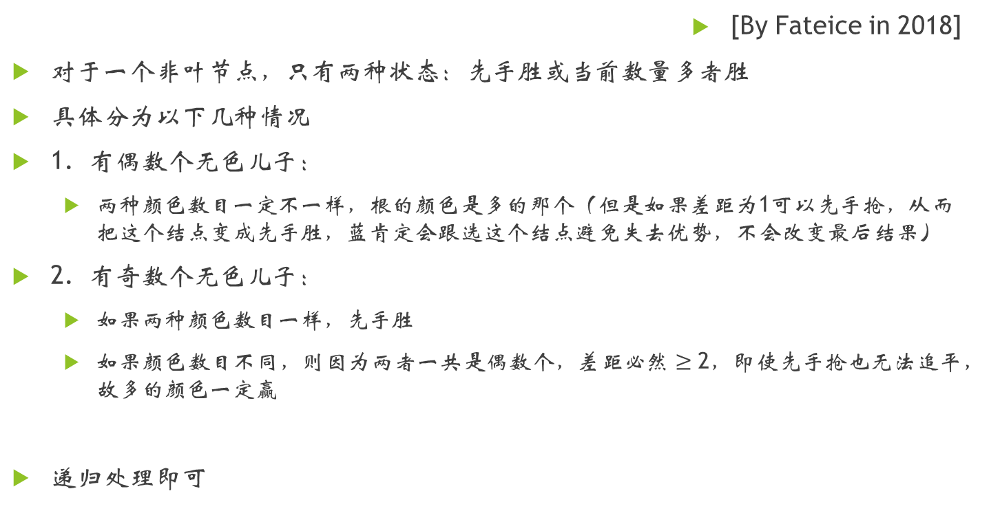 [By Fateice in 2018]
对于一个非叶节点，只有两种状态：先手胜或当前数量多者胜
具体分为以下几种情况
1. 有偶数个无色儿子：
两种颜色数目一定不一样，根的颜色是多的那个（但是如果差距为1可以先手抢，从而
把这个结点变成先手胜，蓝肯定会跟选这个结点避免失去优势，不会改变最后结果）
2. 有奇数个无色儿子：
如果两种颜色数目一样，先手胜
如果颜色数目不同，则因为两者一共是偶数个，差距必然 ≥ 2，即使先手抢也无法追平，
故多的颜色一定赢
递归处理即可